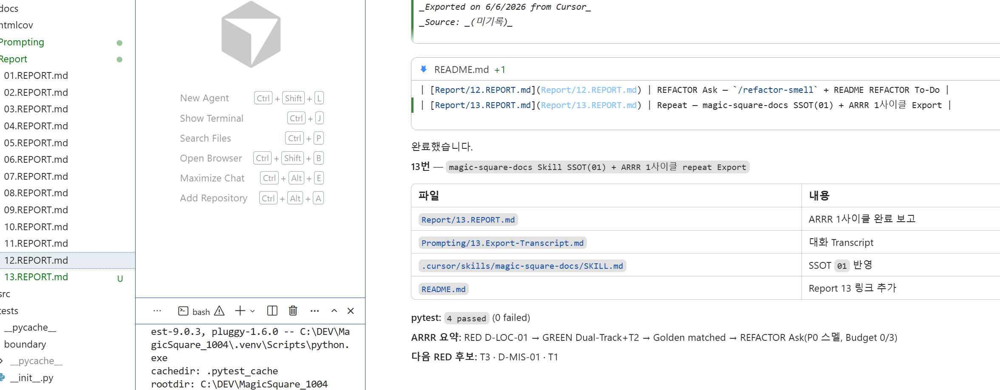 docs
htmlcov
Prompting
Report
01.REPORT.md
02.REPORT.md
03.REPORT.md
04.REPORT.md
05.REPORT.md
06.REPORT.md
07.REPORT.md
08.REPORT.md
09.REPORT.md
10.REPORT.md
11.REPORT.md
12.REPORT.md
13.REPORT.md U
src
tests
__pycache__
boundary
__pycache__
__init__.py
New Agent Ctrl + Shift + L
Show Terminal Ctrl + J
Search Files Ctrl + P
Open Browser Ctrl + Shift + B
Maximize Chat Ctrl + Alt + E
Add Repository Ctrl + Alt + A
bash
est-9.0.3, pluggy-1.6.0 -- C:\DEV\Ma
gicSquare_1004\.venv\Scripts\python.
exe
cachedir: .pytest_cache
rootdir: C:\DEV\MagicSquare_1004
_Exported on 6/6/2026 from Cursor_
_Source: _(미기록)_
README.md +1
| [Report/12.REPORT.md](Report/12.REPORT.md) | REFACTOR Ask — `/refactor-smell` + README REFACTOR To-Do |
| [Report/13.REPORT.md](Report/13.REPORT.md) | Repeat — magic-square-docs SSOT(01) + ARRR 1사이클 Export |
완료했습니다.
13번 — magic-square-docs Skill SSOT(01) + ARRR 1사이클 repeat Export
파일 내용
Report/13.REPORT.md ARRR 1사이클 완료 보고
Prompting/13.Export-Transcript.md 대화 Transcript
.cursor/skills/magic-square-docs/SKILL.md SSOT 01 반영
README.md Report 13 링크 추가
pytest: 4 passed (0 failed)
ARRR 요약: RED D-LOC-01 → GREEN Dual-Track+T2 → Golden matched → REFACTOR Ask(P0 스멜, Budget 0/3)
다음 RED 후보: T3 · D-MIS-01 · T1